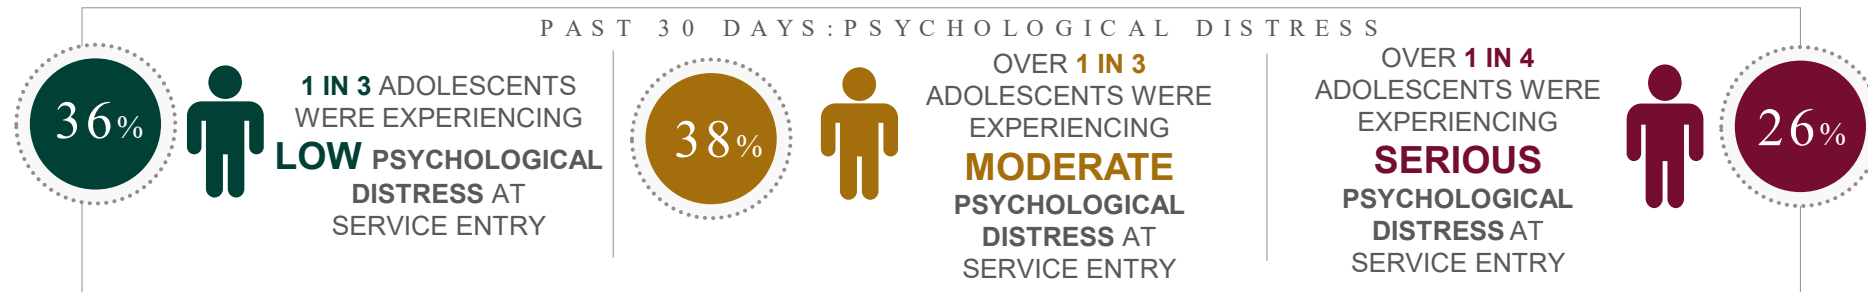 PAST 30 DAYS:PSYCHOLOGICAL DISTRESS
36%
1 IN 3 ADOLESCENTS
WERE EXPERIENCING
LOW PSYCHOLOGICAL
DISTRESS AT
SERVICE ENTRY
38%
OVER 1 IN 3
ADOLESCENTS WERE
EXPERIENCING
MODERATE
PSYCHOLOGICAL
DISTRESS AT
SERVICE ENTRY
OVER 1 IN 4
ADOLESCENTS WERE
EXPERIENCING
SERIOUS
PSYCHOLOGICAL
DISTRESS AT
SERVICE ENTRY
26%